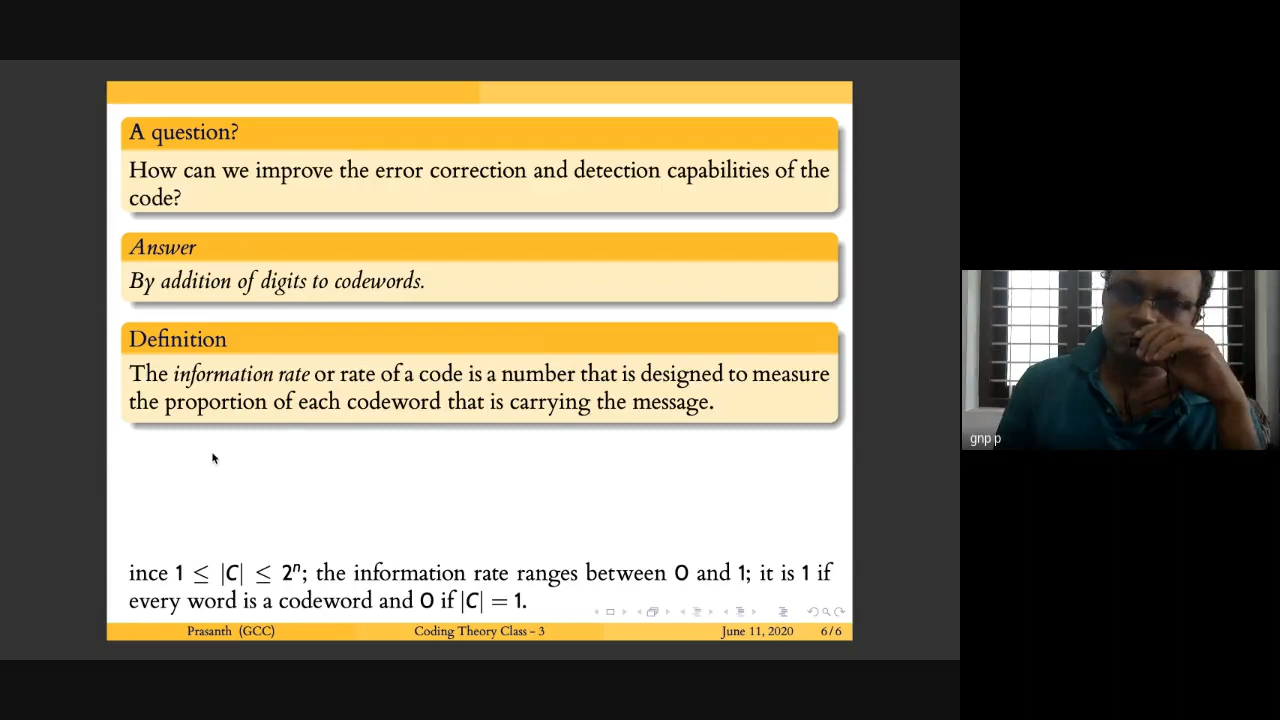 A question?
How can we improve the error correction and detection capabilities of the
code?
Answer
By addition of digits to codewords.
Definition
The information rate or rate of a code is a number that is designed to measure
the proportion of each codeword that is carrying the message.
ince 1 ≤ |C| ≤ 2ⁿ; the information rate ranges between 0 and 1; it is 1 if
every word is a codeword and 0 if |C| = 1.
Prasanth (GCC) Coding Theory Class - 3 June 11, 2020 6/6
gnp p